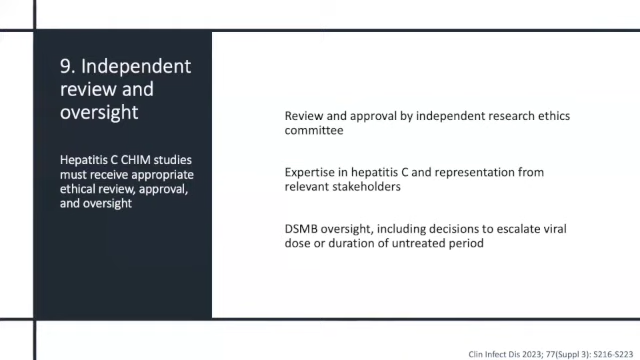 9. Independent
review and
oversight
Hepatitis C CHIM studies
must receive appropriate
ethical review, approval,
and oversight
Review and approval by independent research ethics
committee
Expertise in hepatitis C and representation from
relevant stakeholders
DSMB oversight, including decisions to escalate viral
dose or duration of untreated period
Clin Infect Dis 2023; 77(Suppl 3): S216-S223